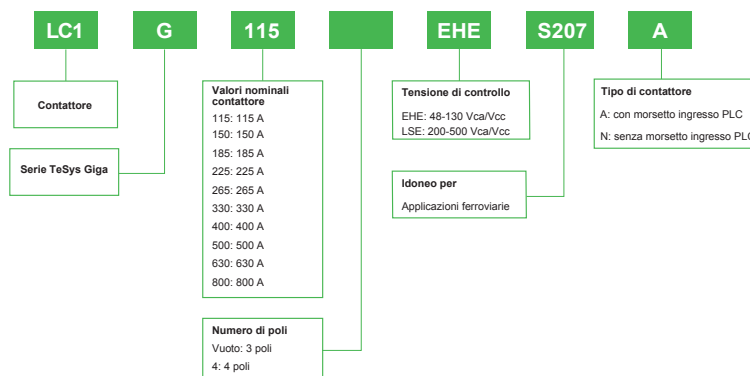 LC1 G 115 EHE S207 A
Contattore
Serie TeSys Giga
Valori nominali
contattore
115: 115 A
150: 150 A
185: 185 A
225: 225 A
265: 265 A
330: 330 A
400: 400 A
500: 500 A
630: 630 A
800: 800 A
Numero di poli
Vuoto: 3 poli
4: 4 poli
Tensione di controllo
EHE: 48-130 Vca/Vcc
LSE: 200-500 Vca/Vcc
Idoneo per
Applicazioni ferroviarie
Tipo di contattore
A: con morsetto ingresso PLC
N: senza morsetto ingresso PLC